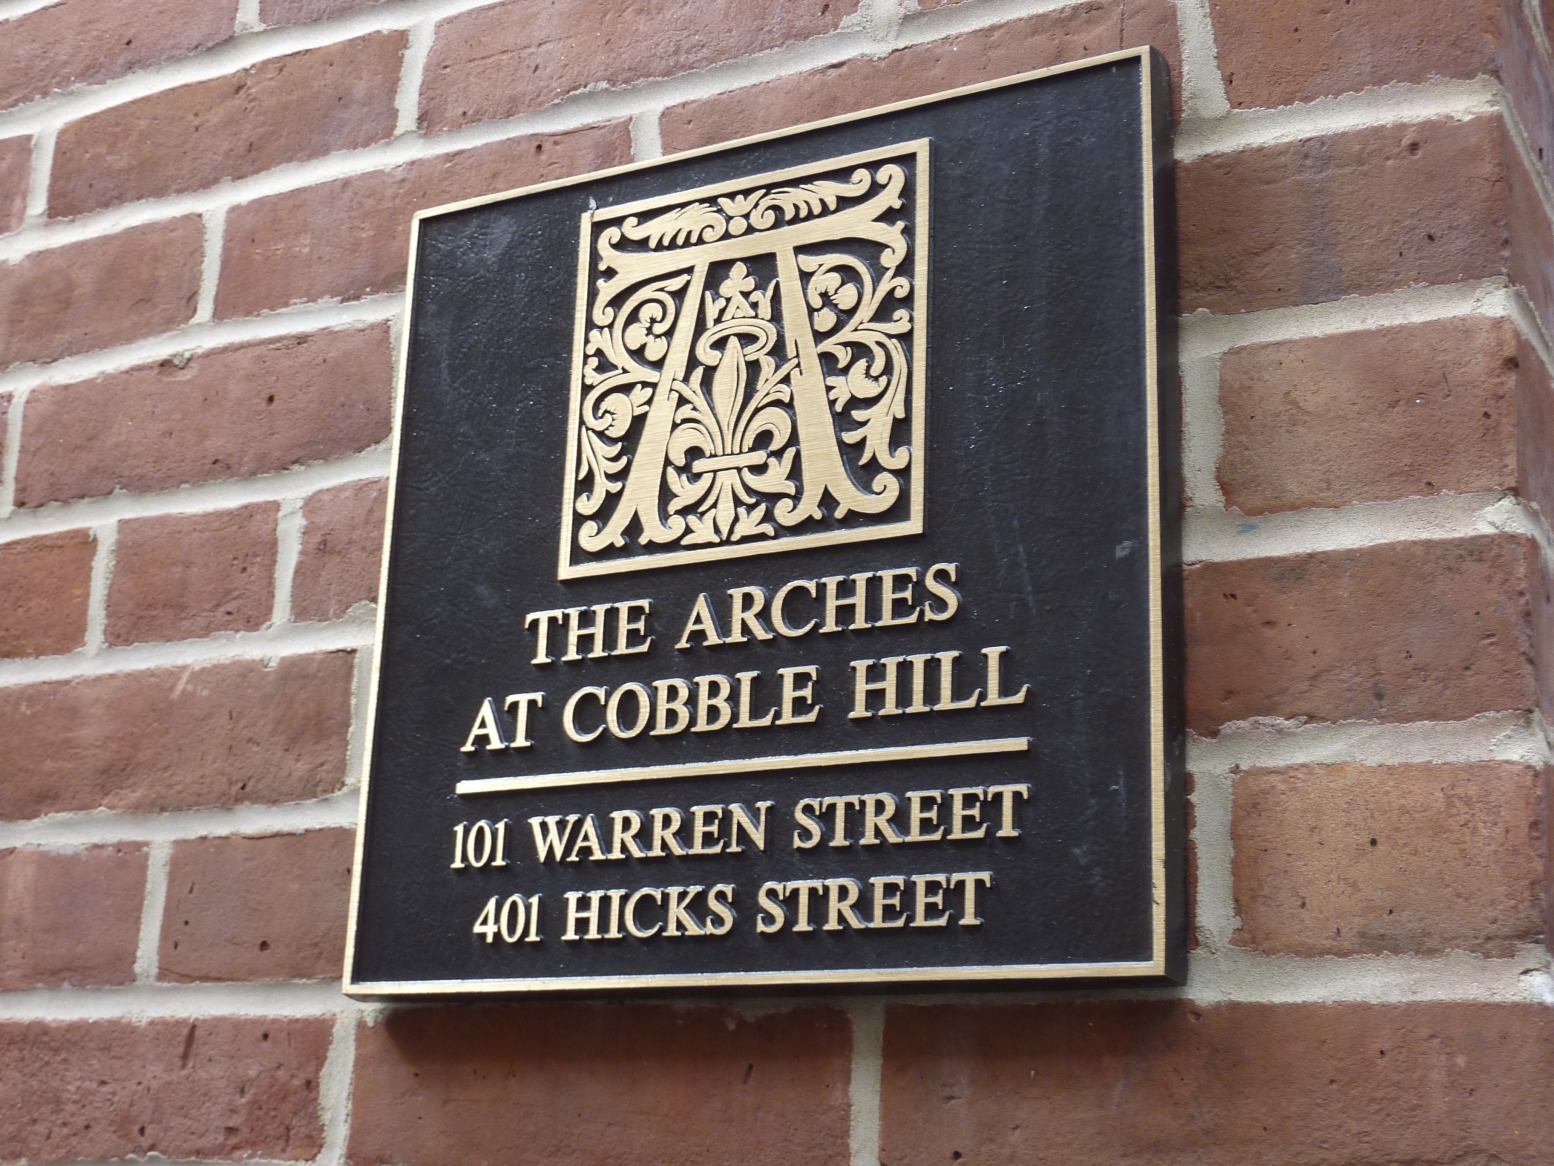 THE ARCHES
AT COBBLE HILL
101 WARREN STREET
401 HICKS STREET